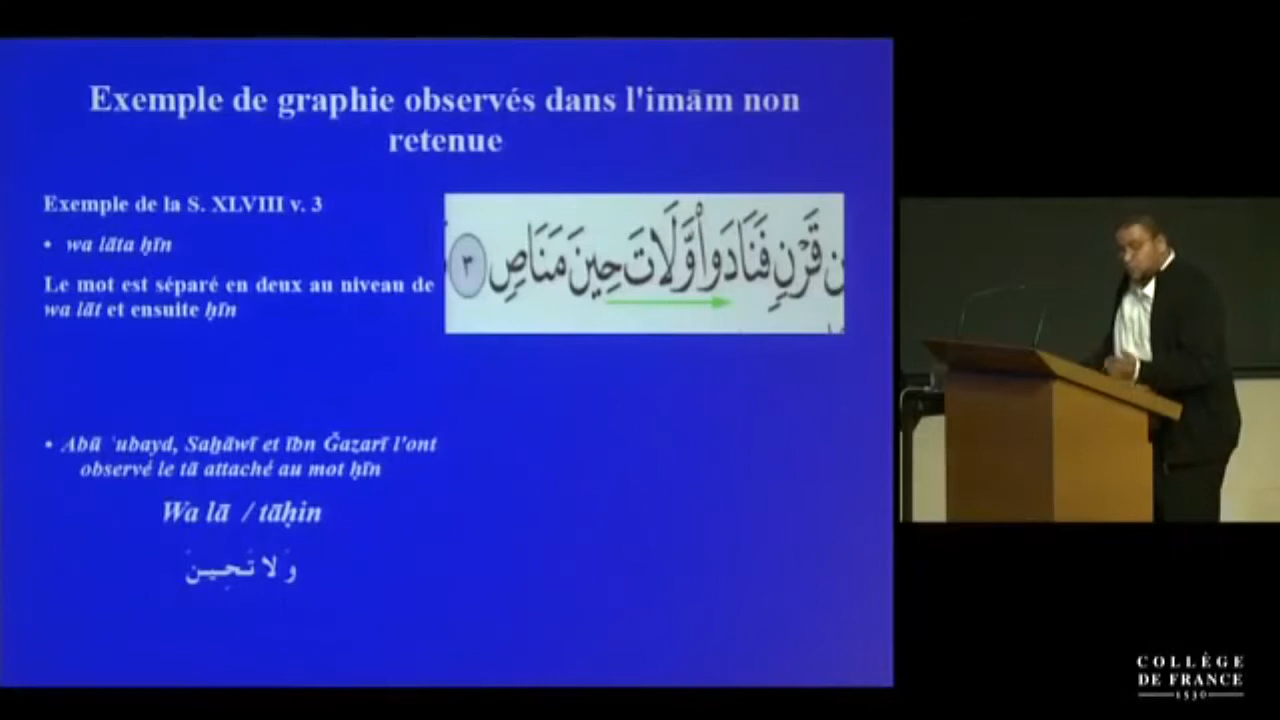 Exemple de graphie observés dans l'imām non
retenue
Exemple de la S. XLVIII v. 3
• wa lāta ḥīn
Le mot est séparé en deux au niveau de
wa lāt et ensuite ḥīn
قَرْنٍ فَنَادَوا۟ وَّلَاتَ حِينَ مَنَاصٍ ٣
• Abū ʿubayd, Saḫāwī et ībn Ǧazarī l'ont
observé le tā attaché au mot ḥīn
Wa lā / tāḥin
وَ لا تَحِينَ
COLLÈGE
DE FRANCE
1530